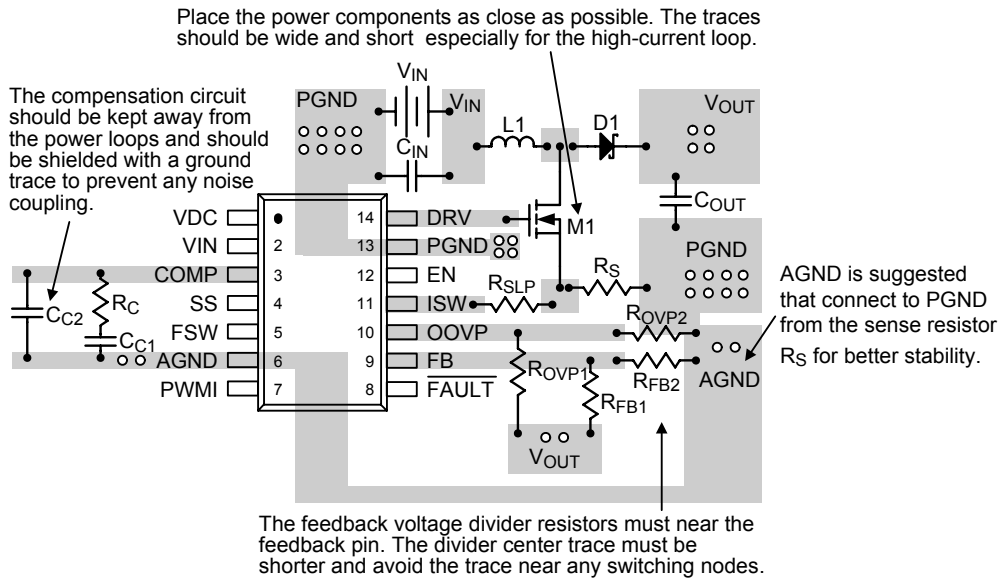 Place the power components as close as possible. The traces
should be wide and short especially for the high-current loop.
The compensation circuit
should be kept away from
the power loops and should
be shielded with a ground
trace to prevent any noise
coupling.
PGND
VIN
VIN
CIN
L1
D1
VOUT
COUT
M1
VDC
VIN
2
COMP
3
SS
4
FSW
5
AGND
6
PWMI
7
14
DRV
13
PGND
12
EN
11
ISW
10
OOVP
9
FB
8
FAULT
CC2
RC
CC1
RSLP
RS
PGND
ROVP2
ROVP1
RFB2
RFB1
AGND
VOUT
AGND is suggested
that connect to PGND
from the sense resistor
RS for better stability.
The feedback voltage divider resistors must near the
feedback pin. The divider center trace must be
shorter and avoid the trace near any switching nodes.